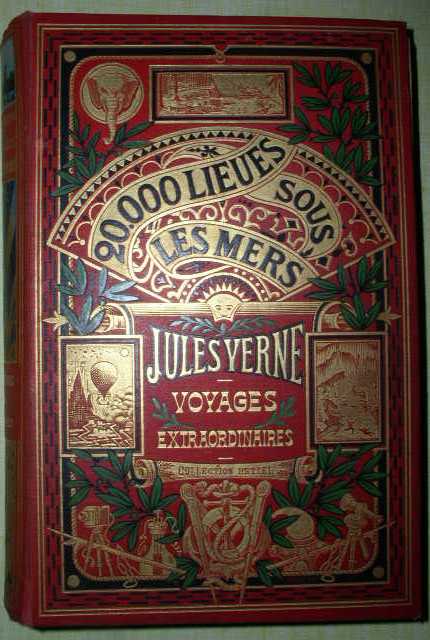 20.000 LIEUES
SOUS
LES MERS
JULES VERNE
VOYAGES
EXTRAORDINAIRES
COLLECTION HETZEL